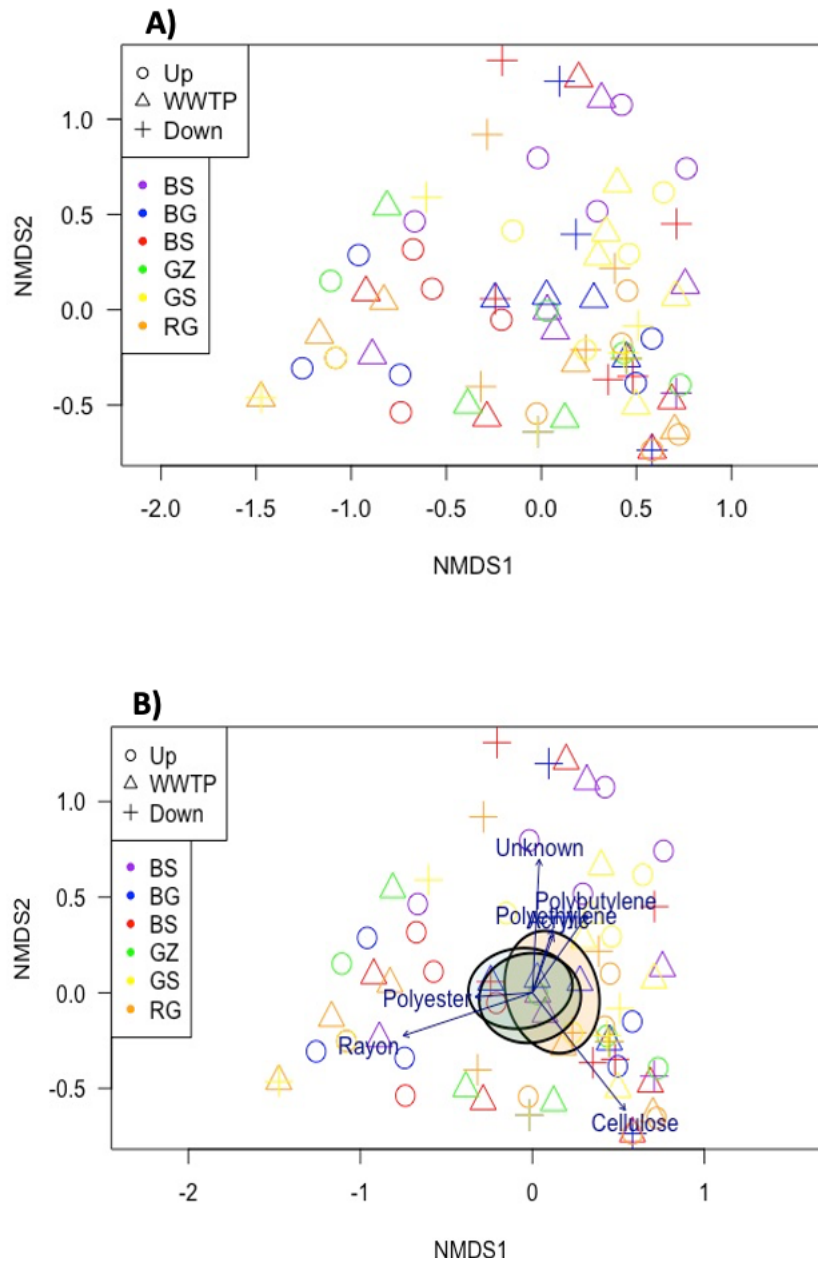 A)
Up
WWTP
Down
BS
BG
BS
GZ
GS
RG
NMDS2
1.0
0.5
0.0
-0.5
-2.0 -1.5 -1.0 -0.5 0.0 0.5 1.0
NMDS1
B)
Up
WWTP
Down
BS
BG
BS
GZ
GS
RG
NMDS2
1.0
0.5
0.0
-0.5
Unknown
Polybutylene
Polyethylene
Acrylic
Polyester
Rayon
Cellulose
-2 -1 0 1
NMDS1